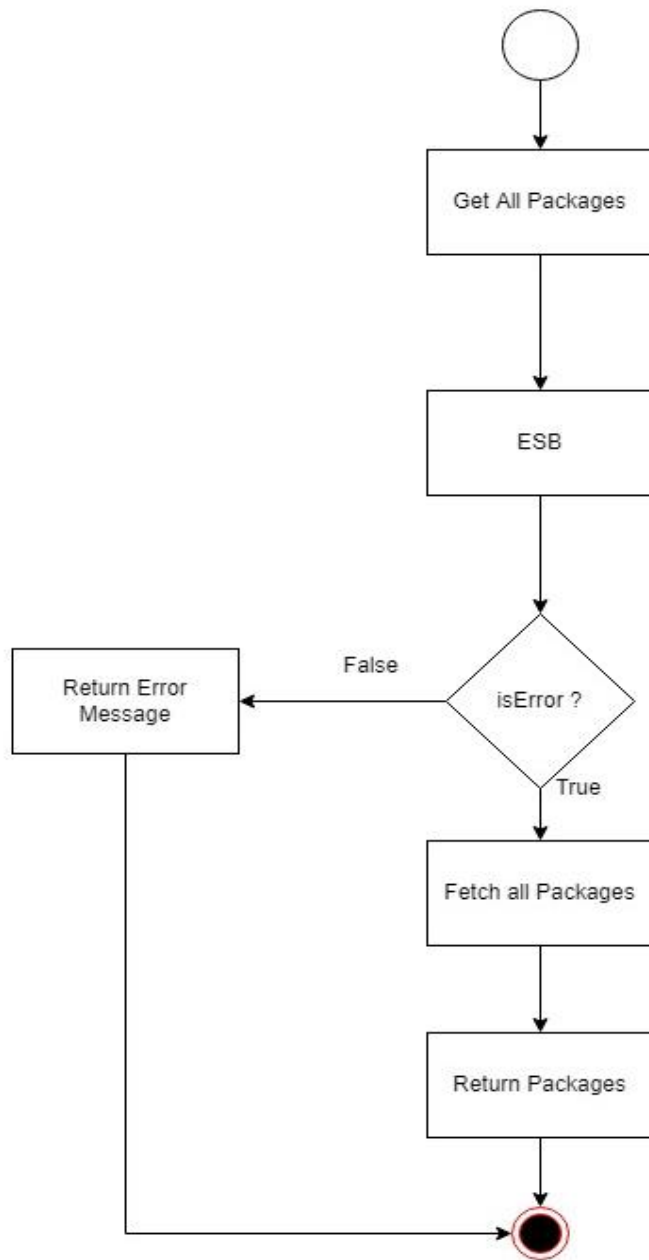 Get All Packages
ESB
False
Return Error
Message
isError ?
True
Fetch all Packages
Return Packages